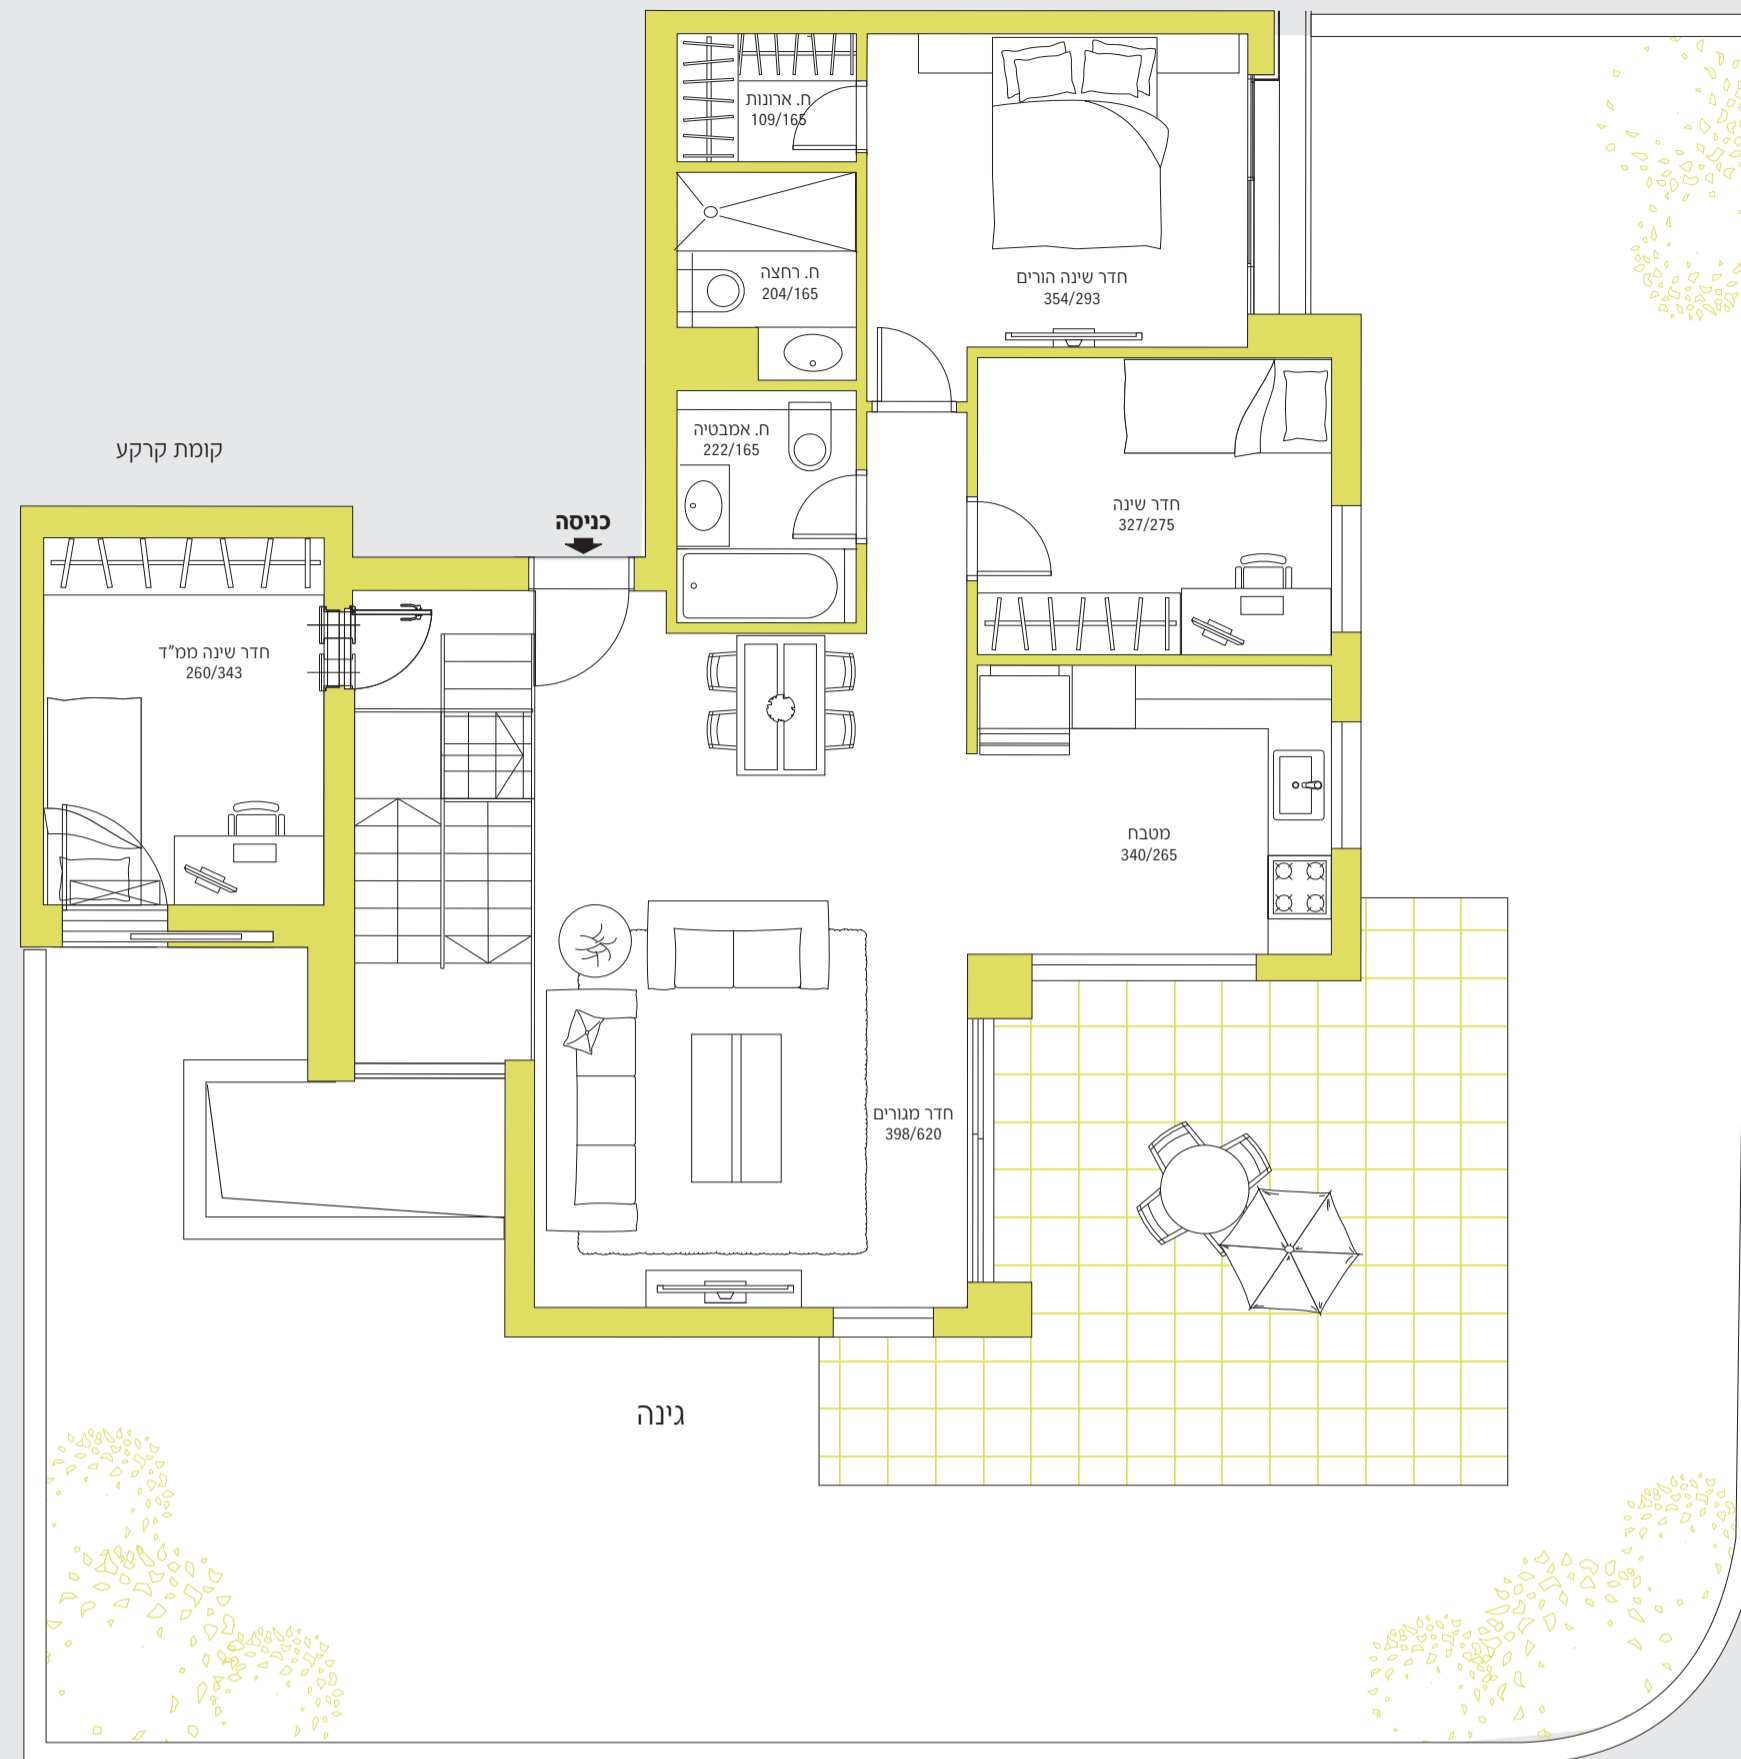 ח. ארונות
109/165
ח. רחצה
204/165
חדר שינה הורים
354/293
ח. אמבטיה
222/165
קומת קרקע
חדר שינה
327/275
כניסה
חדר שינה ממ"ד
260/343
מטבח
340/265
חדר מגורים
398/620
גינה